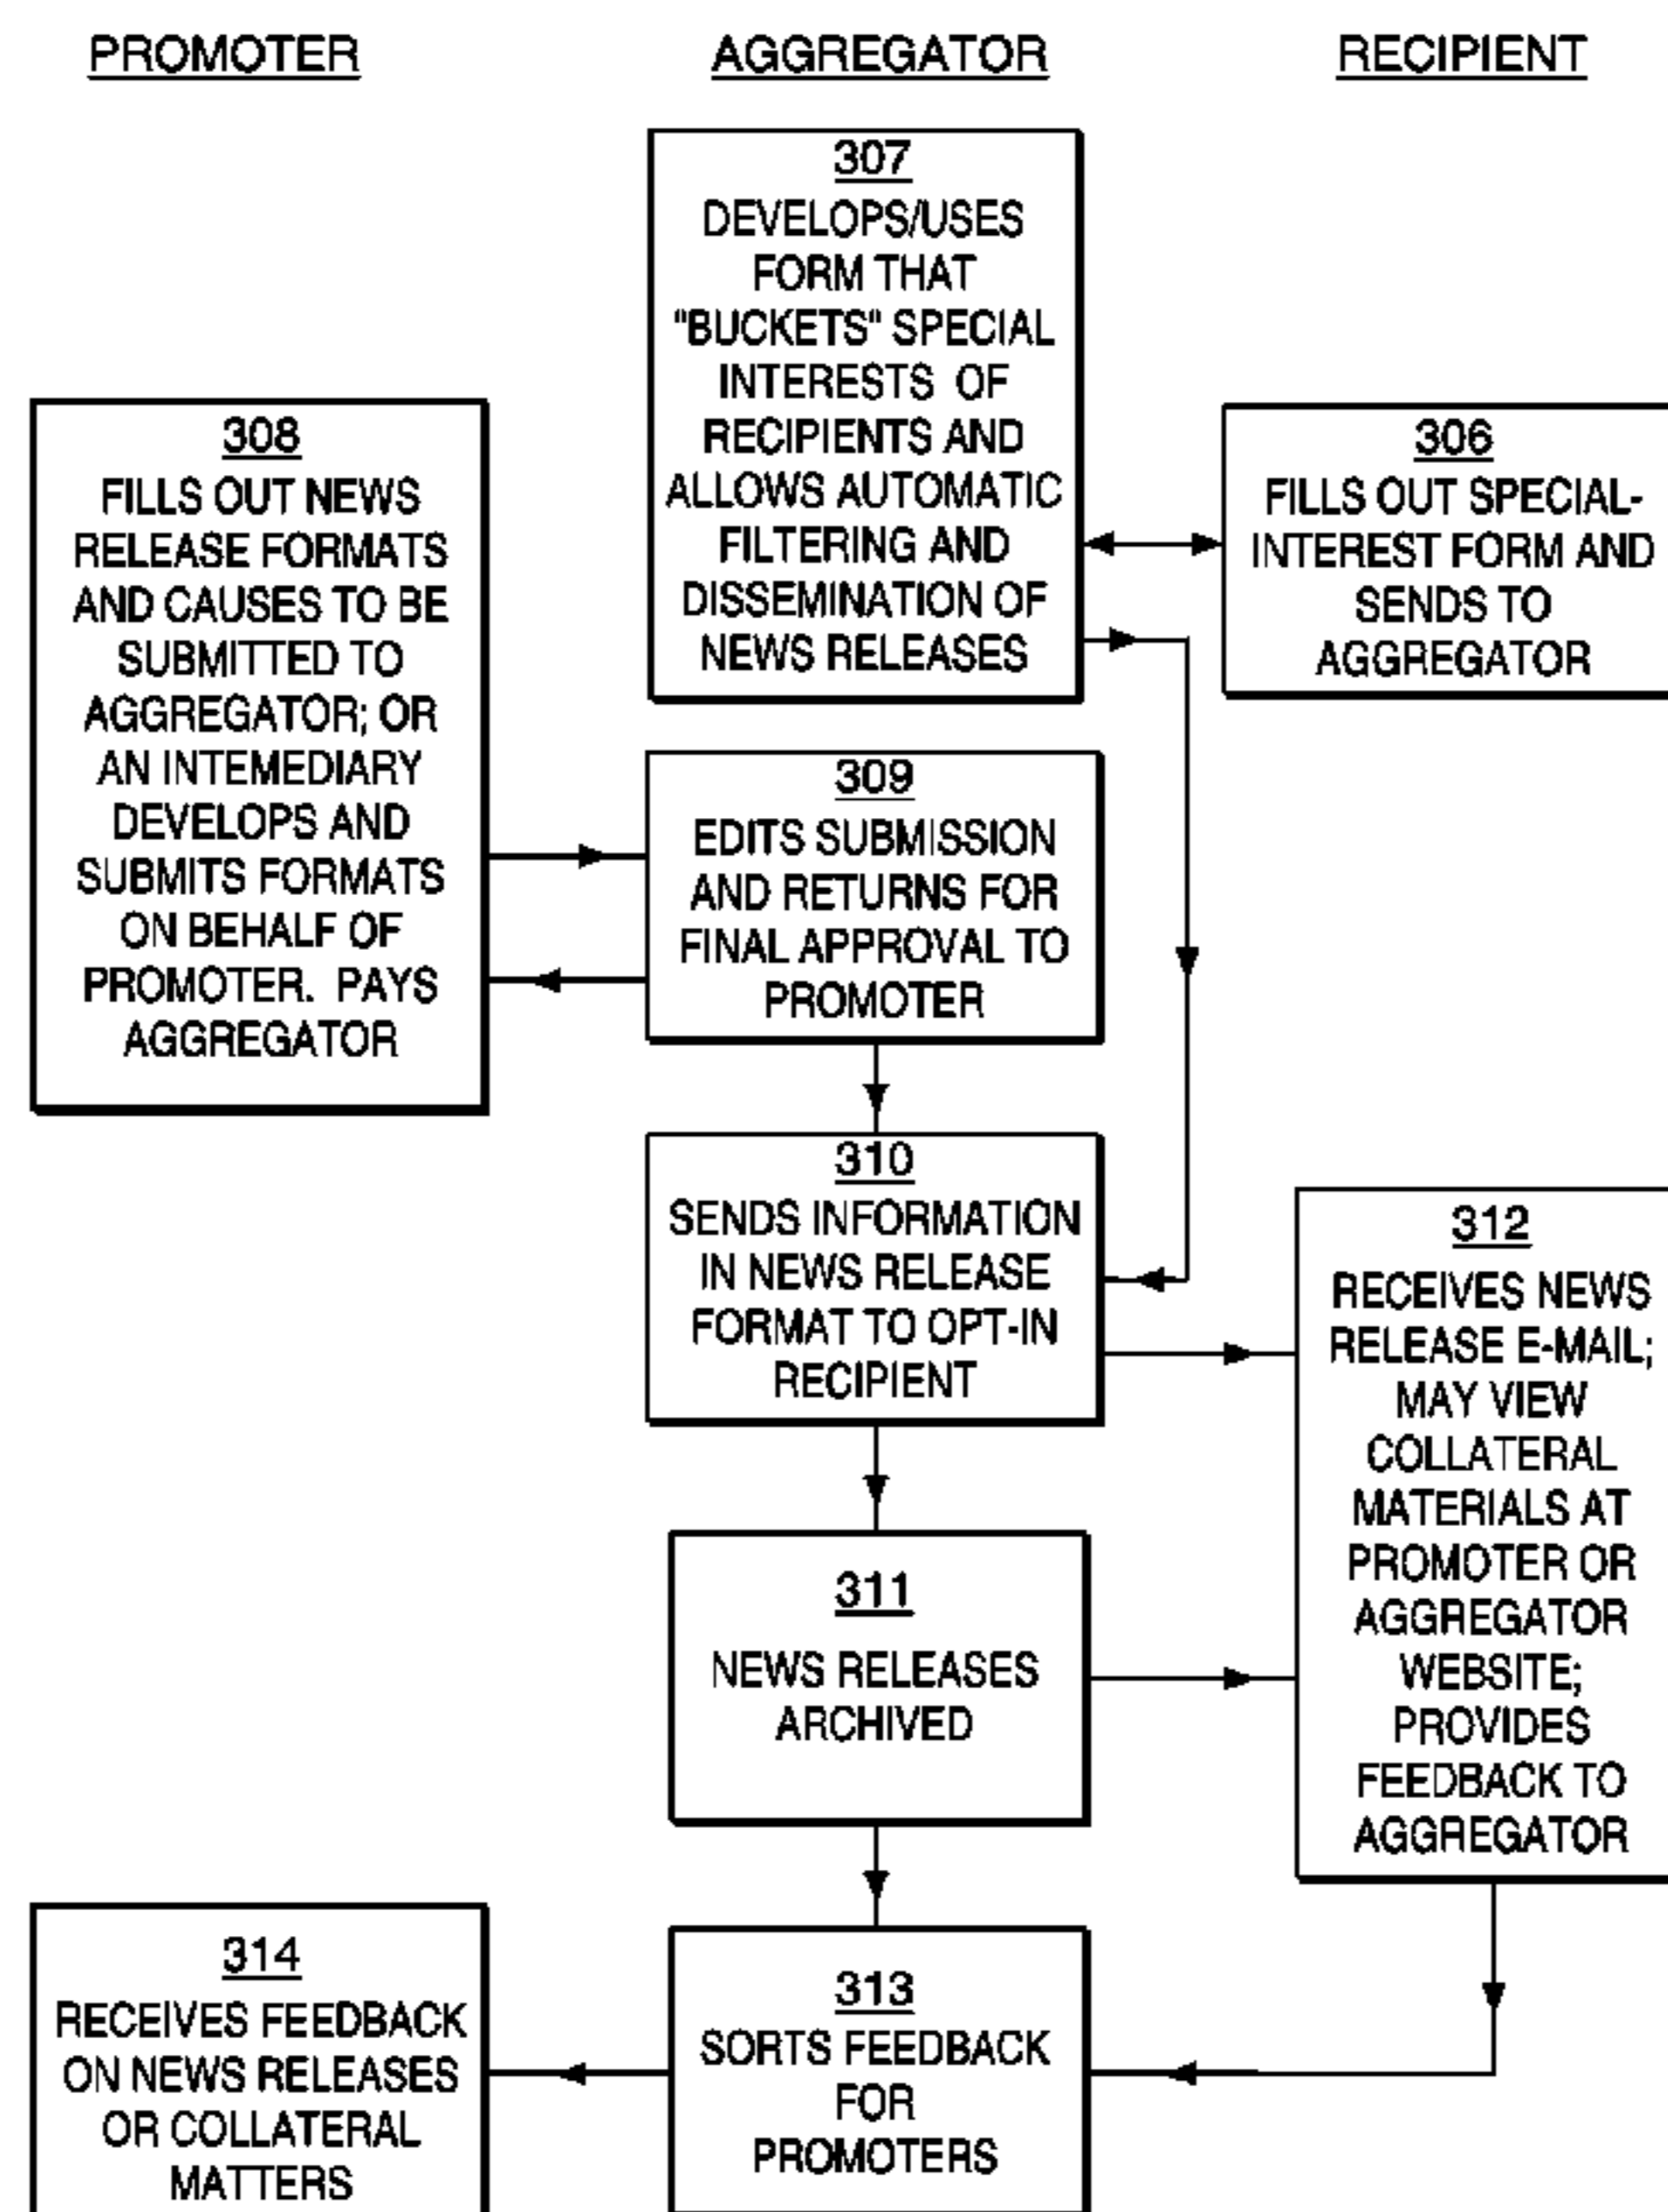 PROMOTER
AGGREGATOR
RECIPIENT
307
DEVELOPS/USES
FORM THAT
"BUCKETS" SPECIAL
INTERESTS OF
RECIPIENTS AND
ALLOWS AUTOMATIC
FILTERING AND
DISSEMINATION OF
NEWS RELEASES
308
FILLS OUT NEWS
RELEASE FORMATS
AND CAUSES TO BE
SUBMITTED TO
AGGREGATOR; OR
AN INTEMEDIARY
DEVELOPS AND
SUBMITS FORMATS
ON BEHALF OF
PROMOTER. PAYS
AGGREGATOR
306
FILLS OUT SPECIAL-
INTEREST FORM AND
SENDS TO
AGGREGATOR
309
EDITS SUBMISSION
AND RETURNS FOR
FINAL APPROVAL TO
PROMOTER
310
SENDS INFORMATION
IN NEWS RELEASE
FORMAT TO OPT-IN
RECIPIENT
312
RECEIVES NEWS
RELEASE E-MAIL;
MAY VIEW
COLLATERAL
MATERIALS AT
PROMOTER OR
AGGREGATOR
WEBSITE;
PROVIDES
FEEDBACK TO
AGGREGATOR
311
NEWS RELEASES
ARCHIVED
314
RECEIVES FEEDBACK
ON NEWS RELEASES
OR COLLATERAL
MATTERS
313
SORTS FEEDBACK
FOR
PROMOTERS